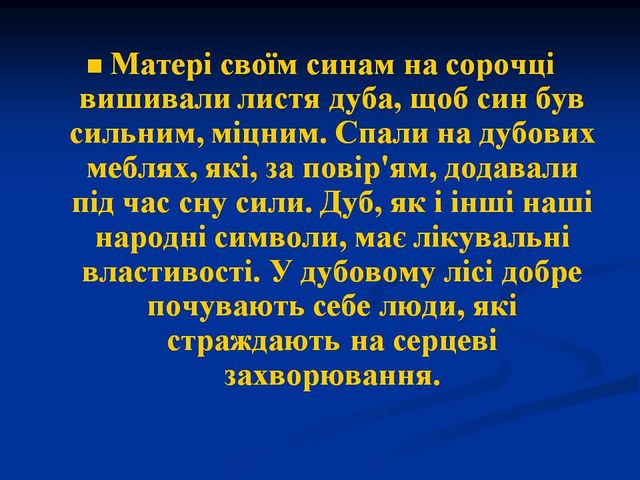 ■ Матері своїм синам на сорочці
вишивали листя дуба, щоб син був
сильним, міцним. Спали на дубових
меблях, які, за повір'ям, додавали
під час сну сили. Дуб, як і інші наші
народні символи, має лікувальні
властивості. У дубовому лісі добре
почувають себе люди, які
страждають на серцеві
захворювання.